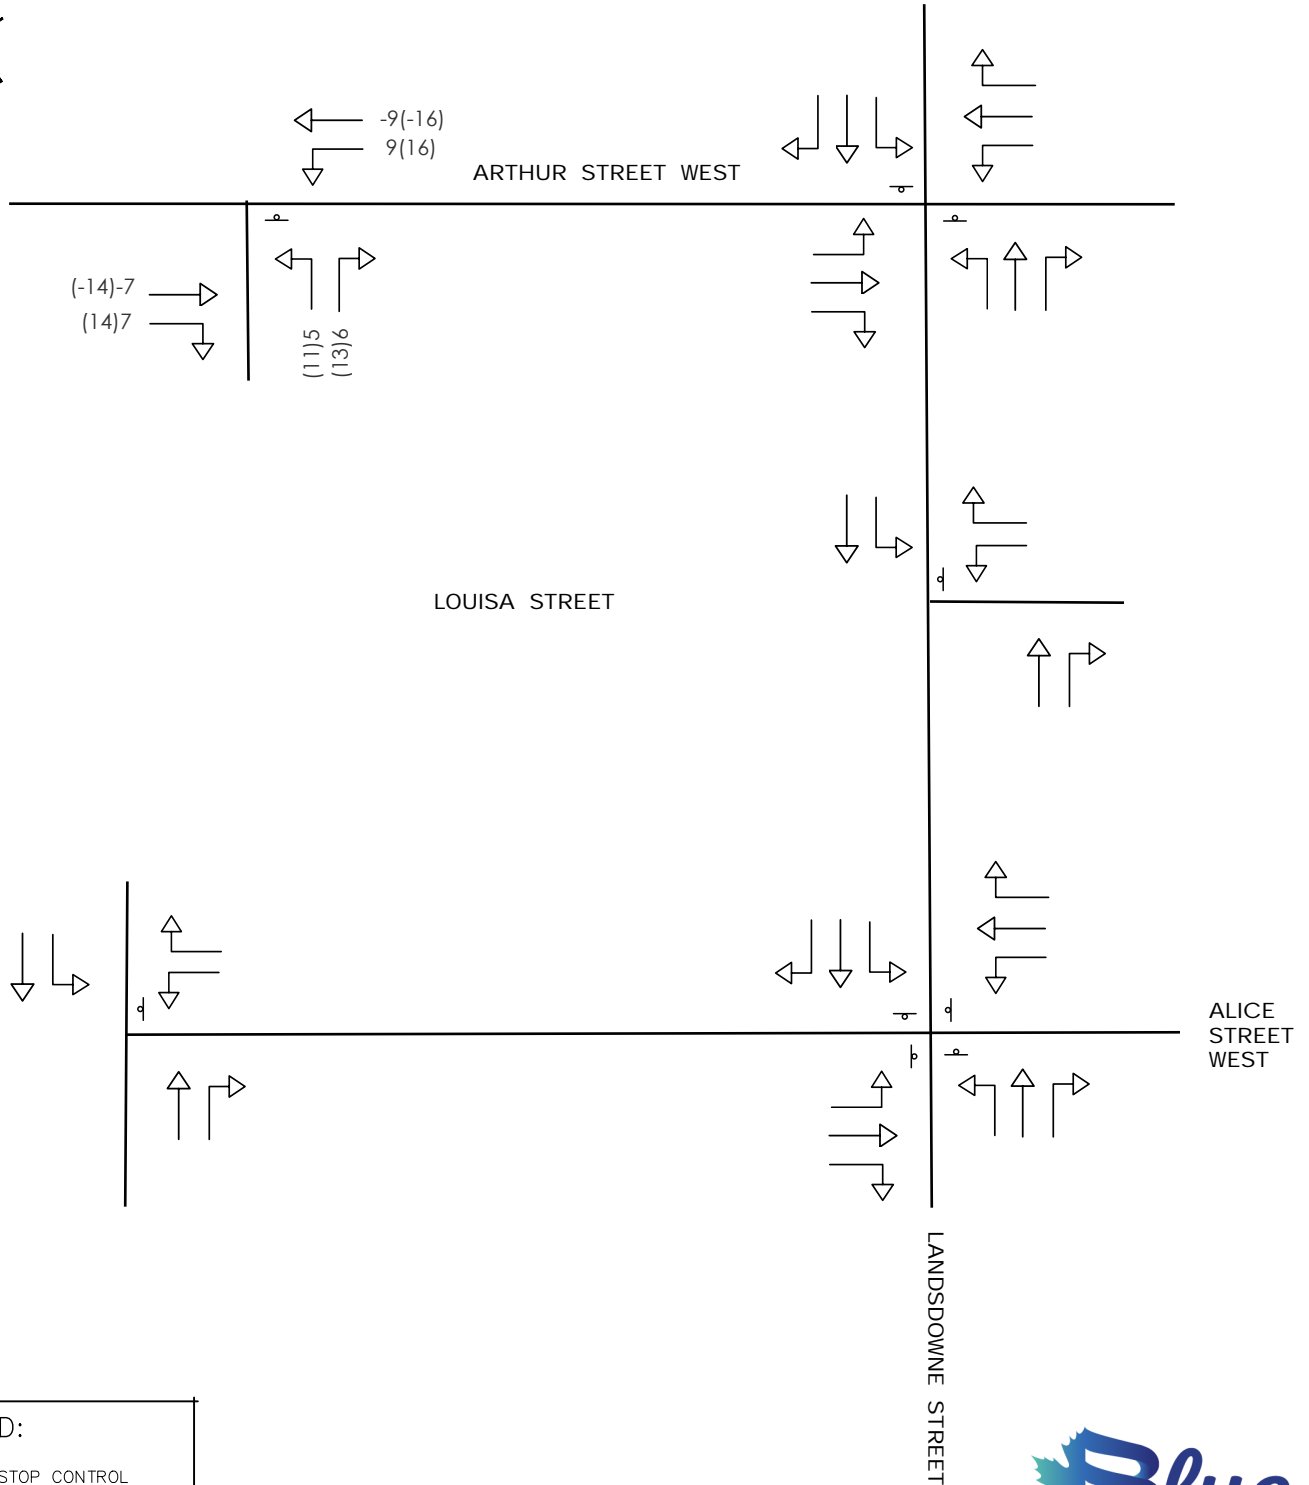 -9(-16)
9(16)
ARTHUR STREET WEST
(-14)-7
(14)7
(11)5
(13)6
LOUISA STREET
ALICE
STREET
WEST
LANDSDOWNE STREET
D:
STOP CONTROL
Blue